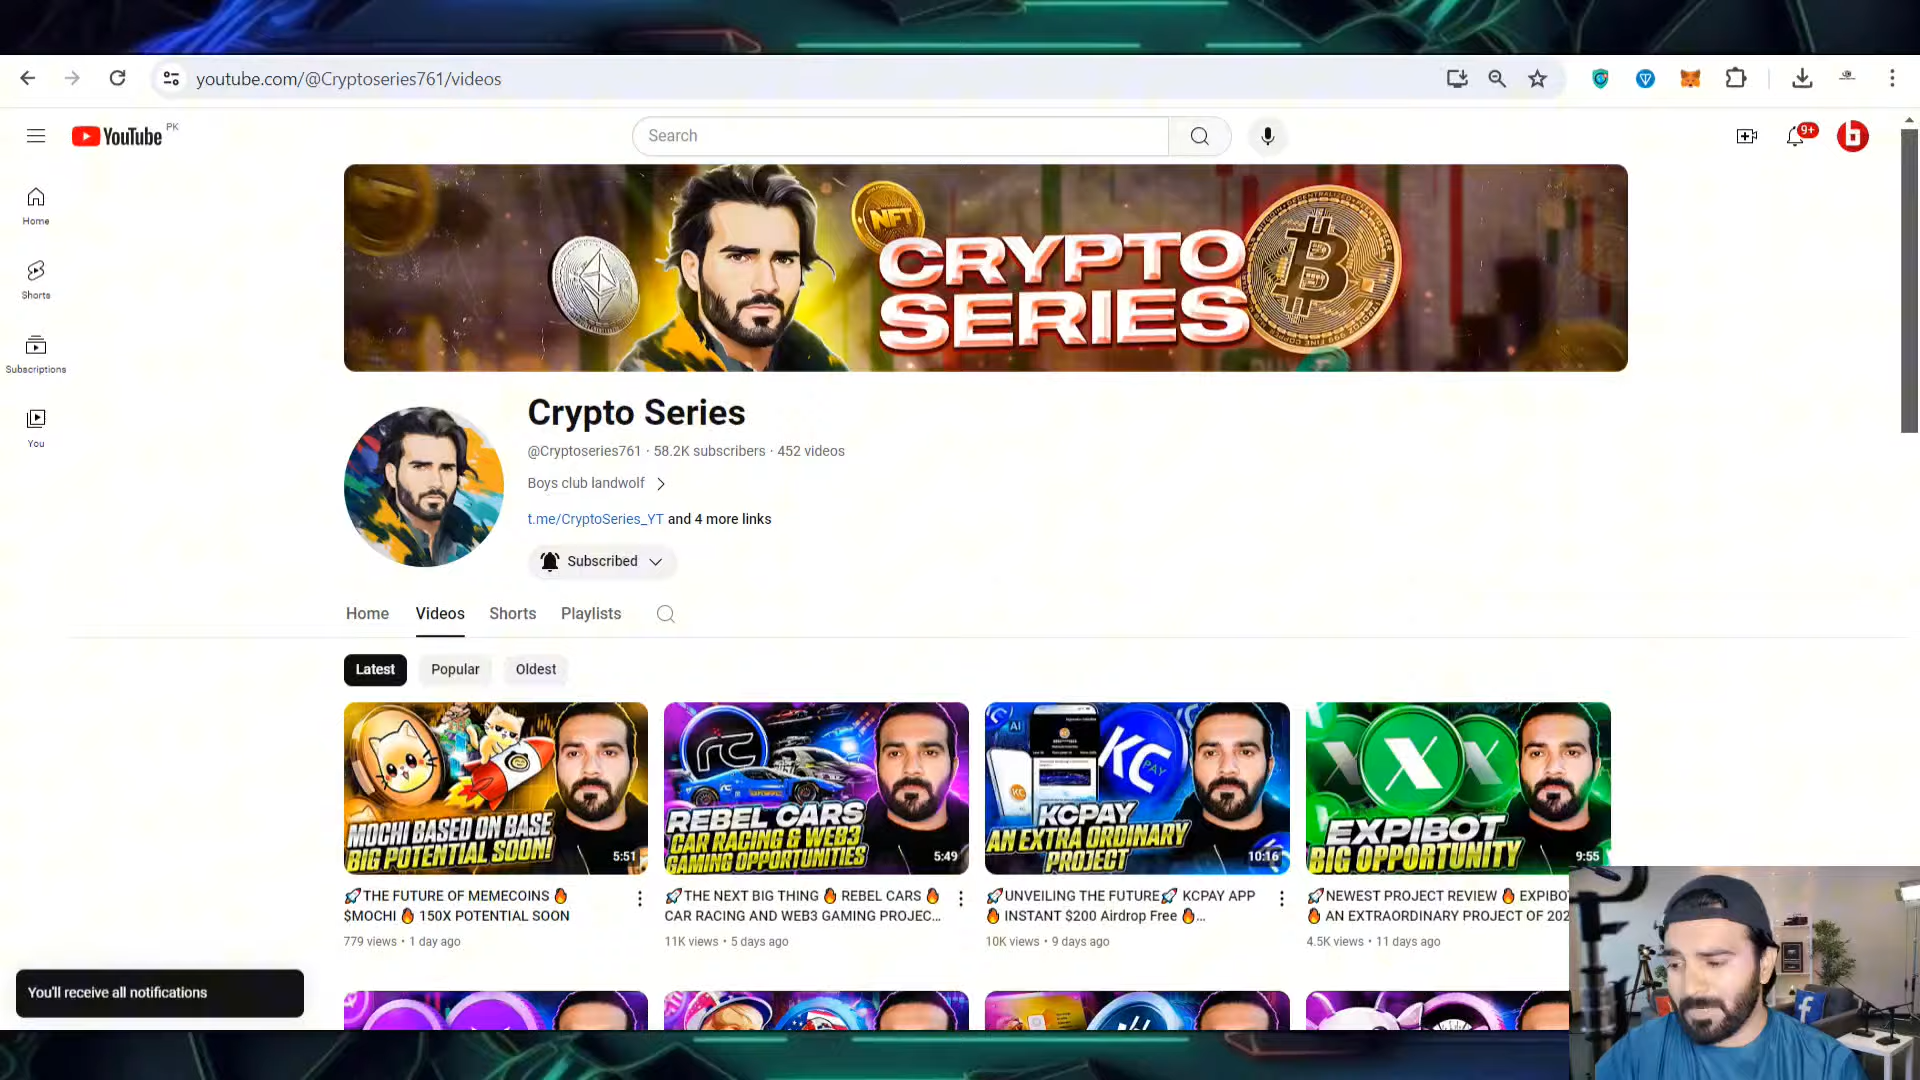 youtube.com/@Cryptoseries761/videos
YouTube PK
Search
9+
b
Home
Shorts
Subscriptions
You
NFT
CRYPTO
SERIES
Crypto Series
@Cryptoseries761 · 58.2K subscribers · 452 videos
Boys club landwolf
t.me/CryptoSeries_YT and 4 more links
Subscribed
Home Videos Shorts Playlists
Latest Popular Oldest
MOCHI BASED ON BASE
BIG POTENTIAL SOON!
5:51
rc
REBEL CARS
CAR RACING & WEB3
GAMING OPPORTUNITIES
5:49
AI
KC
PAY
KC
KCPAY
AN EXTRA ORDINARY
PROJECT
10:16
X
EXPIBOT
BIG OPPORTUNITY
9:55
🚀THE FUTURE OF MEMECOINS 🔥
$MOCHI 🔥 150X POTENTIAL SOON
779 views • 1 day ago
🚀THE NEXT BIG THING 🔥 REBEL CARS 🔥
CAR RACING AND WEB3 GAMING PROJEC...
11K views • 5 days ago
🚀UNVEILING THE FUTURE🚀 KCPAY APP
🔥 INSTANT $200 Airdrop Free 🔥...
10K views • 9 days ago
🚀NEWEST PROJECT REVIEW 🔥 EXPIBO
🔥 AN EXTRAORDINARY PROJECT OF 202
4.5K views • 11 days ago
You'll receive all notifications